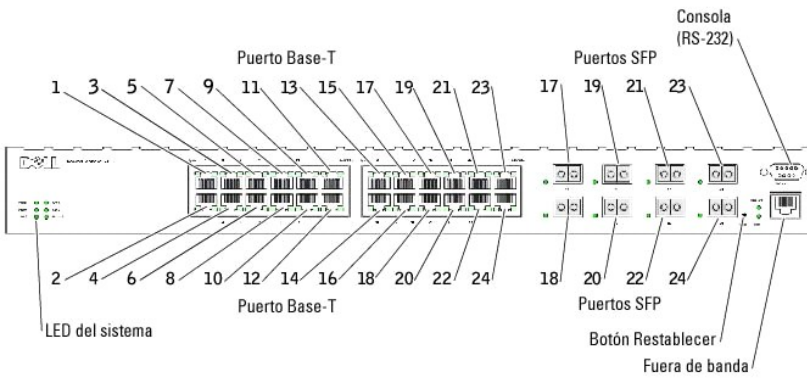 Consola
(RS-232)
Puerto Base-T
Puertos SFP
1 3 5 7 9 11 13 15 17 19 21 23
17 19 21 23
DELL
2 4 6 8 10 12 14 16 18 20 22 24
18 20 22 24
Puerto Base-T
Puertos SFP
LED del sistema
Botón Restablecer
Fuera de banda